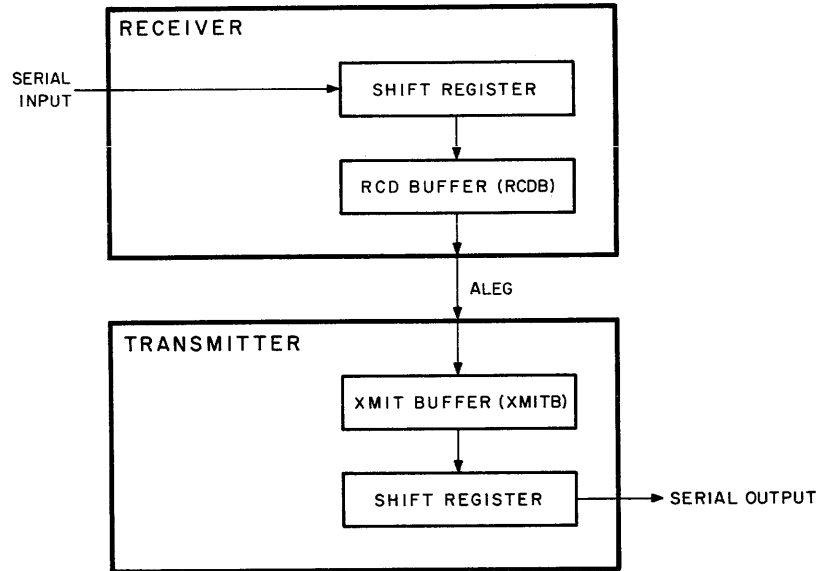 RECEIVER
SERIAL
INPUT
SHIFT REGISTER
RCD BUFFER (RCDB)
ALEG
TRANSMITTER
XMIT BUFFER (XMITB)
SHIFT REGISTER
SERIAL OUTPUT